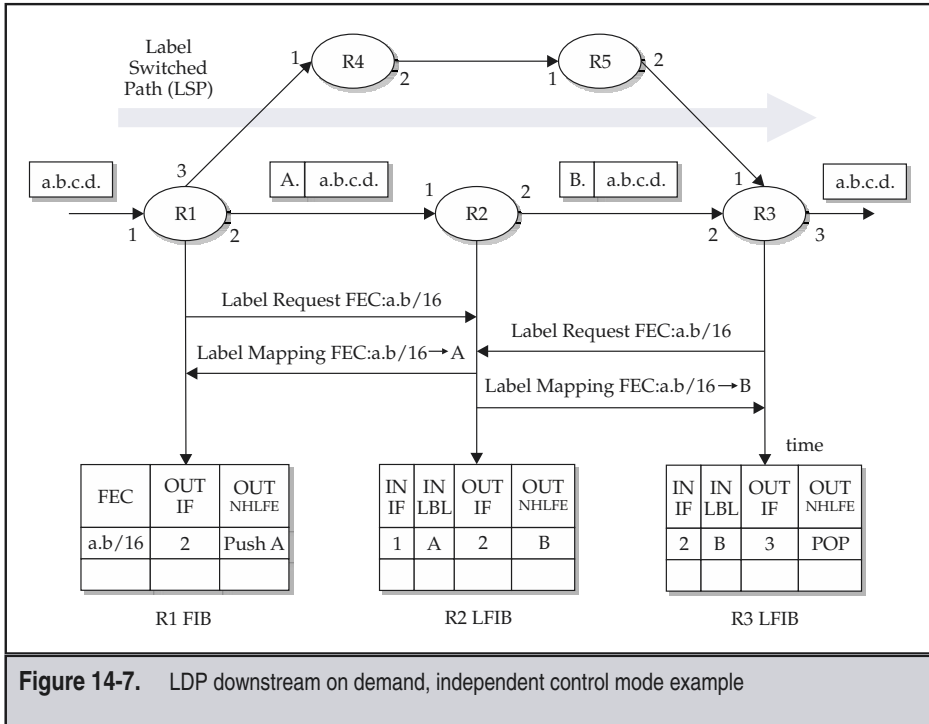 Label
Switched
Path (LSP)
1
R4
2
1
R5
2
a.b.c.d.
3
A. a.b.c.d.
B. a.b.c.d.
a.b.c.d.
1
R1
2
1
R2
2
1
2
R3
3
Label Request FEC:a.b/16
Label Request FEC:a.b/16
Label Mapping FEC:a.b/16→A
Label Mapping FEC:a.b/16→B
time
FEC OUT IF OUT NHLFE
a.b/16 2 Push A
R1 FIB
IN IF IN LBL OUT IF OUT NHLFE
1 A 2 B
R2 LFIB
IN IF IN LBL OUT IF OUT NHLFE
2 B 3 POP
R3 LFIB
Figure 14-7. LDP downstream on demand, independent control mode example